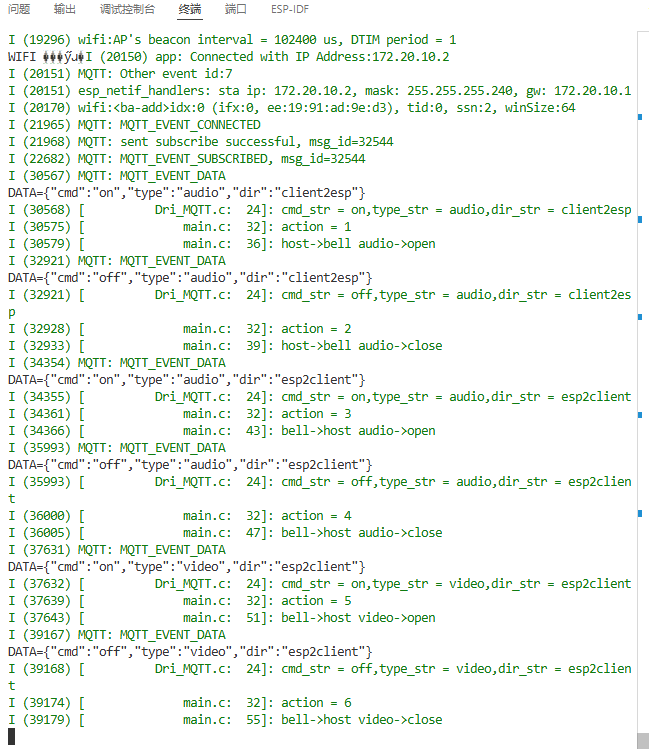 问题 输出 调试控制台 终端 端口 ESP-IDF
I (19296) wifi:AP's beacon interval = 102400 us, DTIM period = 1
WIFI I (20150) app: Connected with IP Address:172.20.10.2
I (20151) MQTT: Other event id:7
I (20151) esp_netif_handlers: sta ip: 172.20.10.2, mask: 255.255.255.240, gw: 172.20.10.1
I (20170) wifi:<ba-add>idx:0 (ifx:0, ee:19:91:ad:9e:d3), tid:0, ssn:2, winSize:64
I (21965) MQTT: MQTT_EVENT_CONNECTED
I (21968) MQTT: sent subscribe successful, msg_id=32544
I (22682) MQTT: MQTT_EVENT_SUBSCRIBED, msg_id=32544
I (30567) MQTT: MQTT_EVENT_DATA
DATA={"cmd":"on","type":"audio","dir":"client2esp"}
I (30568) [ Dri_MQTT.c: 24]: cmd_str = on,type_str = audio,dir_str = client2esp
I (30575) [ main.c: 32]: action = 1
I (30579) [ main.c: 36]: host->bell audio->open
I (32921) MQTT: MQTT_EVENT_DATA
DATA={"cmd":"off","type":"audio","dir":"client2esp"}
I (32921) [ Dri_MQTT.c: 24]: cmd_str = off,type_str = audio,dir_str = client2es
p
I (32928) [ main.c: 32]: action = 2
I (32933) [ main.c: 39]: host->bell audio->close
I (34354) MQTT: MQTT_EVENT_DATA
DATA={"cmd":"on","type":"audio","dir":"esp2client"}
I (34355) [ Dri_MQTT.c: 24]: cmd_str = on,type_str = audio,dir_str = esp2client
I (34361) [ main.c: 32]: action = 3
I (34366) [ main.c: 43]: bell->host audio->open
I (35993) MQTT: MQTT_EVENT_DATA
DATA={"cmd":"off","type":"audio","dir":"esp2client"}
I (35993) [ Dri_MQTT.c: 24]: cmd_str = off,type_str = audio,dir_str = esp2clien
t
I (36000) [ main.c: 32]: action = 4
I (36005) [ main.c: 47]: bell->host audio->close
I (37631) MQTT: MQTT_EVENT_DATA
DATA={"cmd":"on","type":"video","dir":"esp2client"}
I (37632) [ Dri_MQTT.c: 24]: cmd_str = on,type_str = video,dir_str = esp2client
I (37639) [ main.c: 32]: action = 5
I (37643) [ main.c: 51]: bell->host video->open
I (39167) MQTT: MQTT_EVENT_DATA
DATA={"cmd":"off","type":"video","dir":"esp2client"}
I (39168) [ Dri_MQTT.c: 24]: cmd_str = off,type_str = video,dir_str = esp2clien
t
I (39174) [ main.c: 32]: action = 6
I (39179) [ main.c: 55]: bell->host video->close